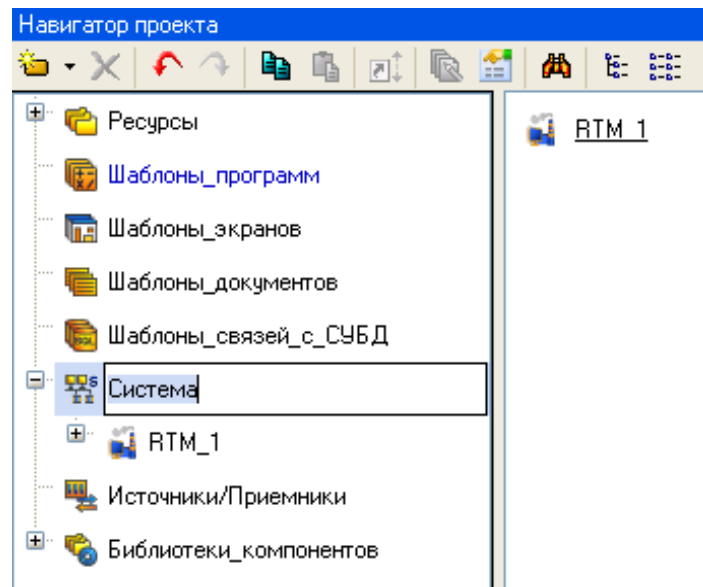 Навигатор проекта
Ресурсы
RTM_1
Шаблоны_программ
Шаблоны_экранов
Шаблоны_документов
Шаблоны_связей_с_СУБД
Система
RTM_1
Источники/Приемники
Библиотеки_компонентов